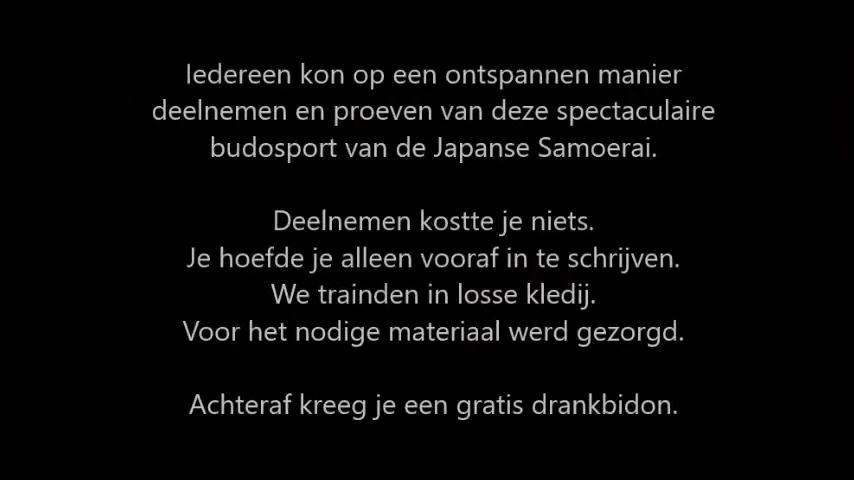 Iedereen kon op een ontspannen manier
deelnemen en proeven van deze spectaculaire
budosport van de Japanse Samoerai.
Deelnemen kostte je niets.
Je hoefde je alleen vooraf in te schrijven.
We trainden in losse kledij.
Voor het nodige materiaal werd gezorgd.
Achteraf kreeg je een gratis drankbidon.